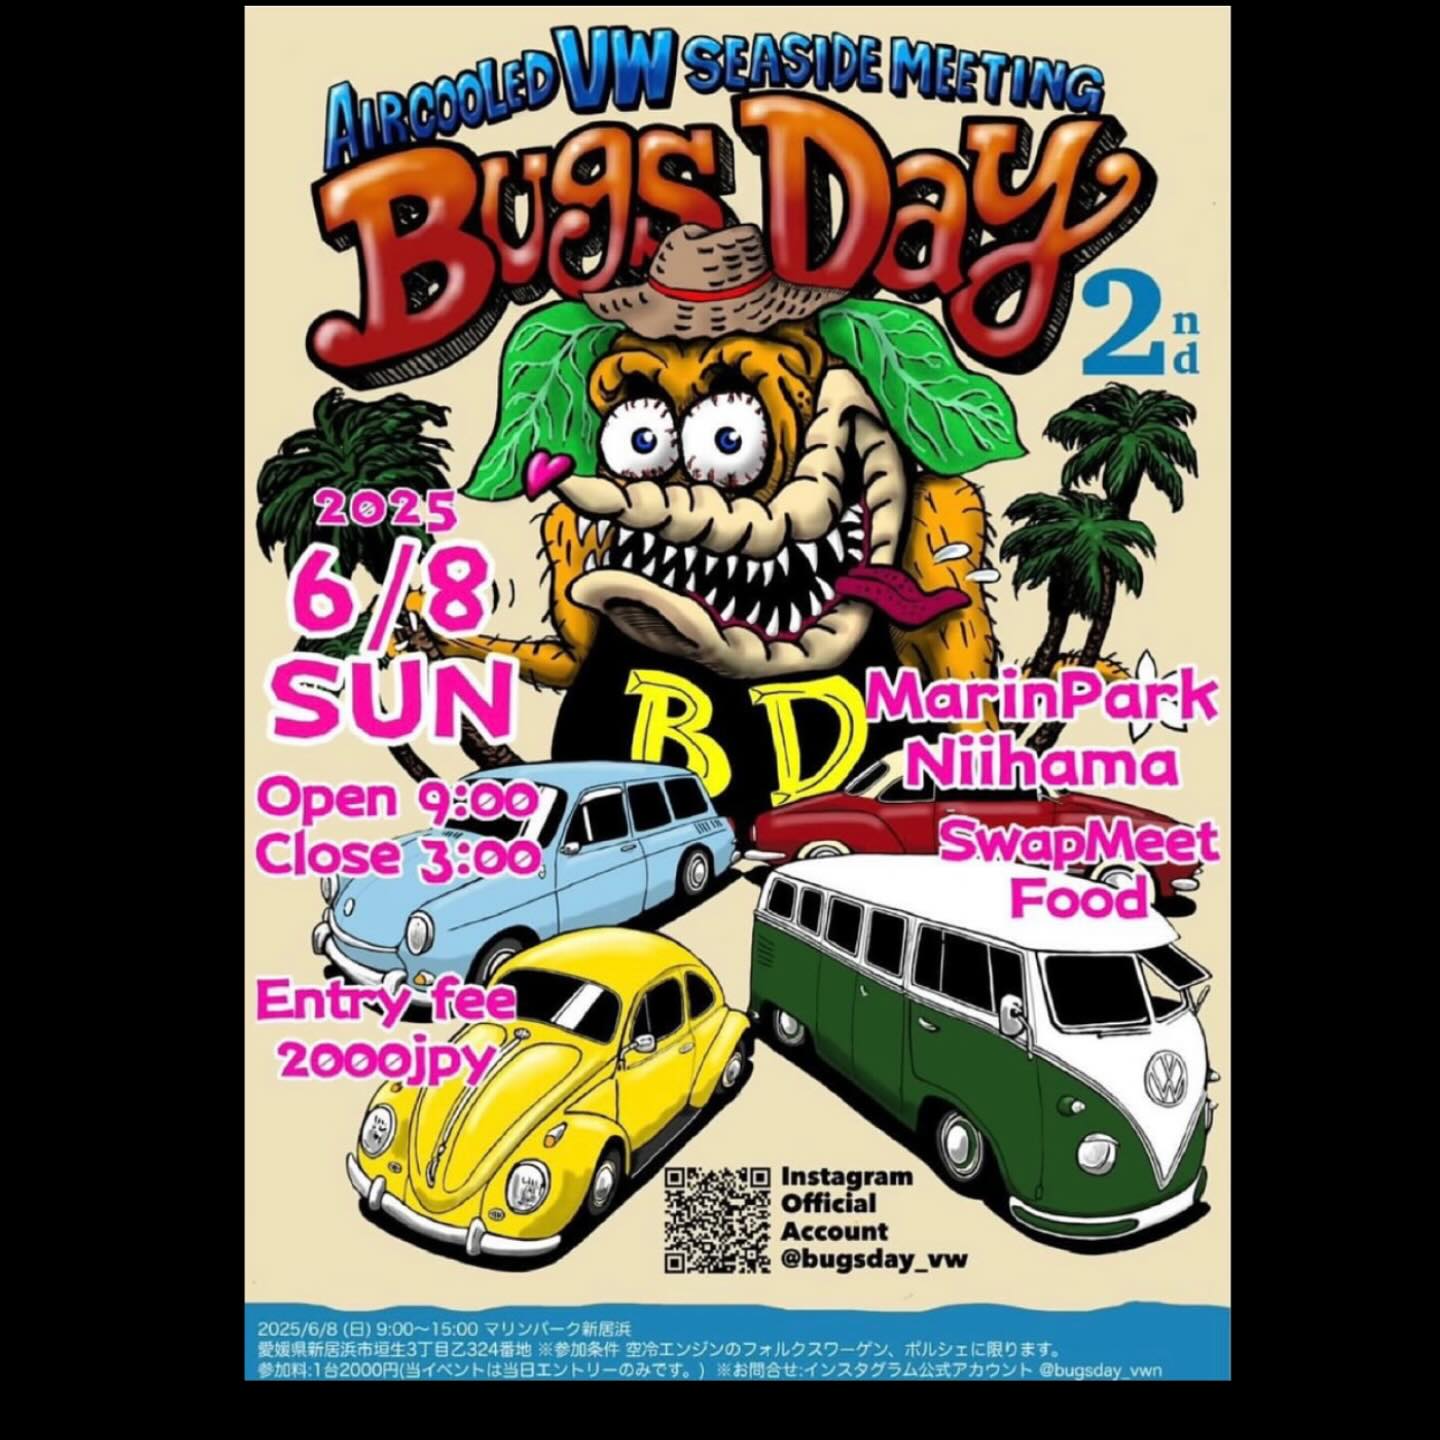 AIRCOOLED VW SEASIDE MEETING
BUGS DAY
2nd
2025
6/8
SUN
B D
MarinPark
Niihama
Open 9:00
Close 3:00
SwapMeet
Food
Entry fee
2000jpy
VW
Instagram
Official
Account
@bugsday_vw
2025/6/8 (日) 9:00〜15:00 マリンパーク新居浜
愛媛県新居浜市垣生3丁目乙324番地 ※参加条件 空冷エンジンのフォルクスワーゲン、ポルシェに限ります。
参加料:1台2000円(当イベントは当日エントリーのみです。) ※お問合せ:インスタグラム公式アカウント @bugsday_vwn